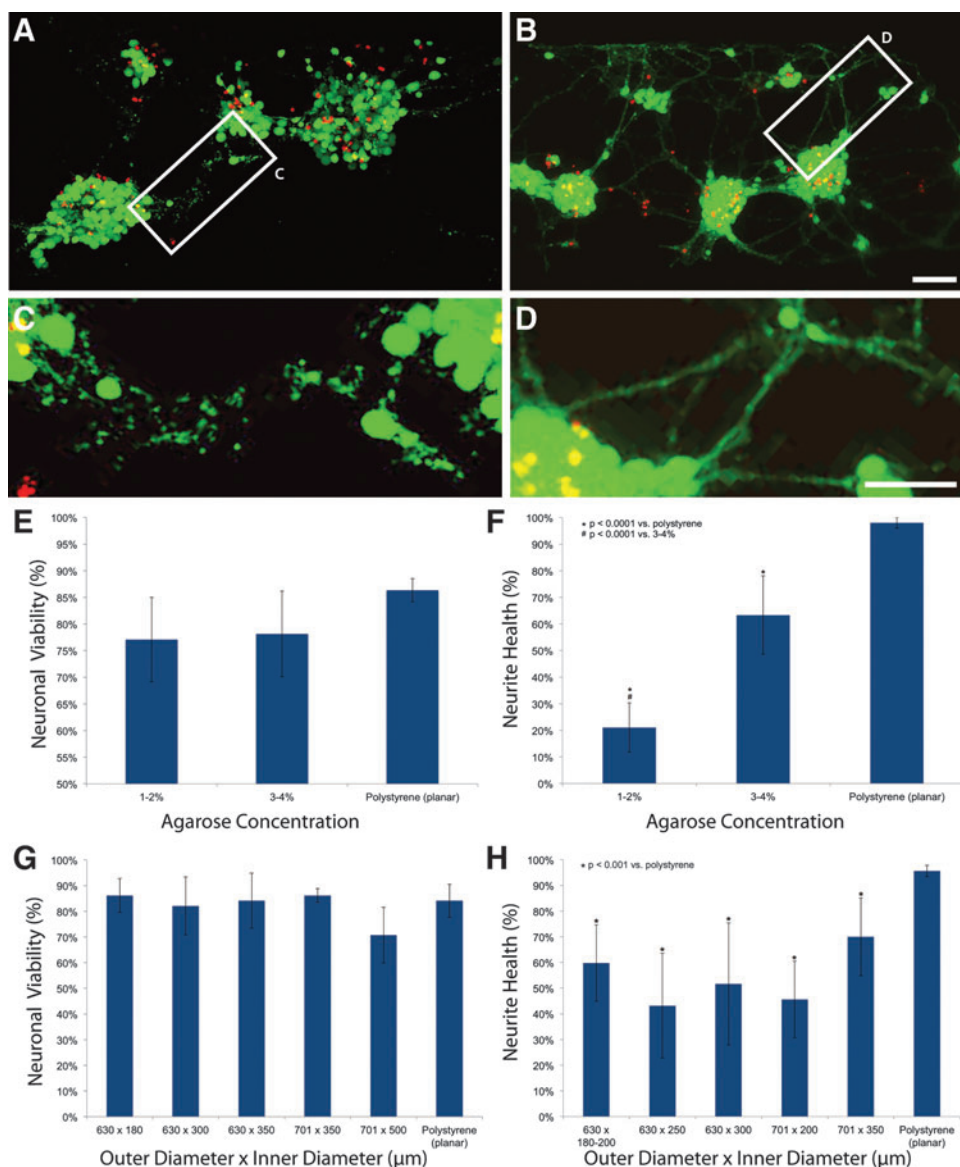 A
B
C
D
C
D
E
100%
95%
90%
85%
80%
75%
70%
65%
60%
55%
50%
Neuronal Viability (%)
1-2%
3-4%
Polystyrene (planar)
Agarose Concentration
F
* p < 0.0001 vs. polystyrene
# p < 0.0001 vs. 3-4%
100%
90%
80%
70%
60%
50%
40%
30%
20%
10%
0%
Neurite Health (%)
*
#
*
1-2%
3-4%
Polystyrene (planar)
Agarose Concentration
G
100%
90%
80%
70%
60%
50%
40%
30%
20%
10%
0%
Neuronal Viability (%)
630 x 180
630 x 300
630 x 350
701 x 350
701 x 500
Polystyrene
(planar)
Outer Diameter x Inner Diameter (µm)
H
* p < 0.001 vs. polystyrene
100%
90%
80%
70%
60%
50%
40%
30%
20%
10%
0%
Neurite Health (%)
*
*
*
*
*
630 x
180-200
630 x 250
630 x 300
701 x 200
701 x 350
Polystyrene
(planar)
Outer Diameter x Inner Diameter (µm)